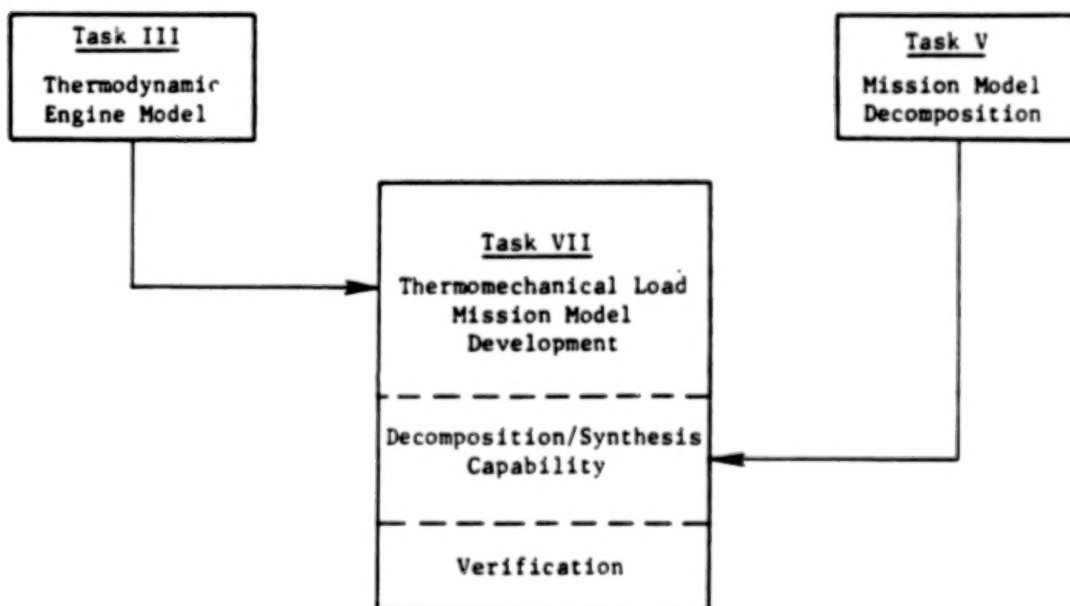 Task III
Thermodynamic
Engine Model
Task V
Mission Model
Decomposition
Task VII
Thermomechanical Load
Mission Model
Development
Decomposition/Synthesis
Capability
Verification